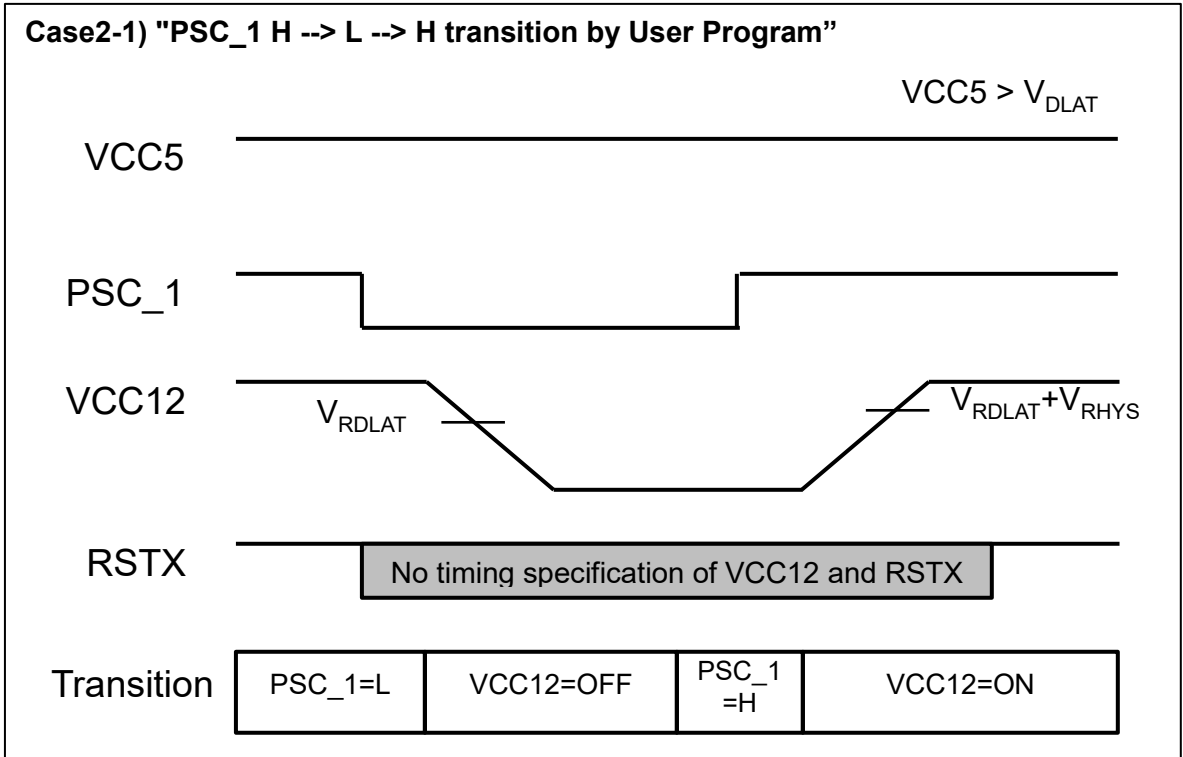 Case2-1) "PSC_1 H --> L --> H transition by User Program”
VCC5 > VDLAT
VCC5
PSC_1
VCC12
VRDLAT
VRDLAT+VRHYS
RSTX
No timing specification of VCC12 and RSTX
Transition
PSC_1=L
VCC12=OFF
PSC_1
=H
VCC12=ON